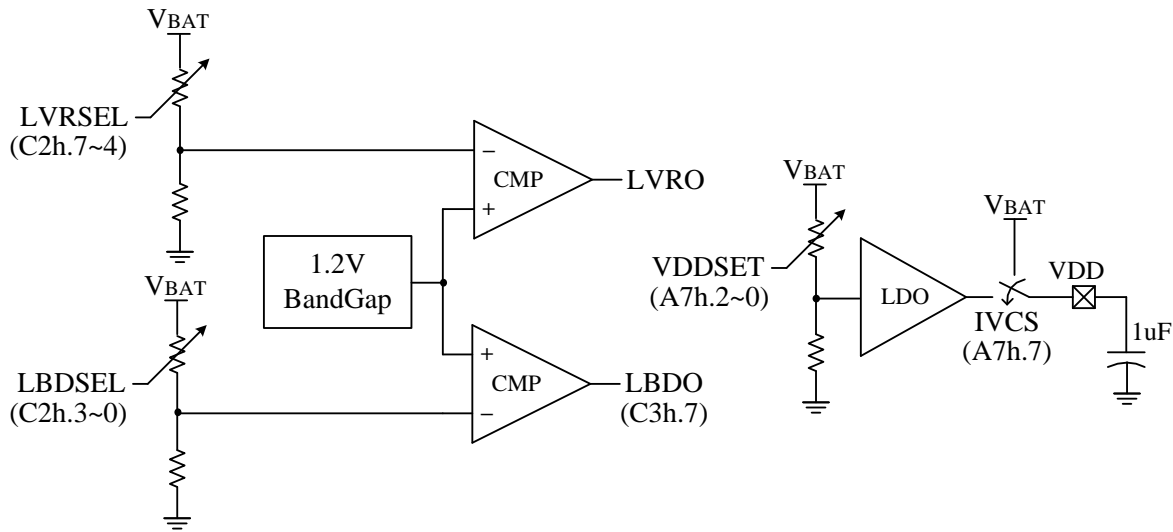 VBAT
LVRSEL
(C2h.7~4)
−
CMP
+
LVRO
1.2V
BandGap
VBAT
LBDSEL
(C2h.3~0)
+
CMP
−
LBDO
(C3h.7)
VBAT
VDDSET
(A7h.2~0)
LDO
VBAT
IVCS
(A7h.7)
VDD
1uF